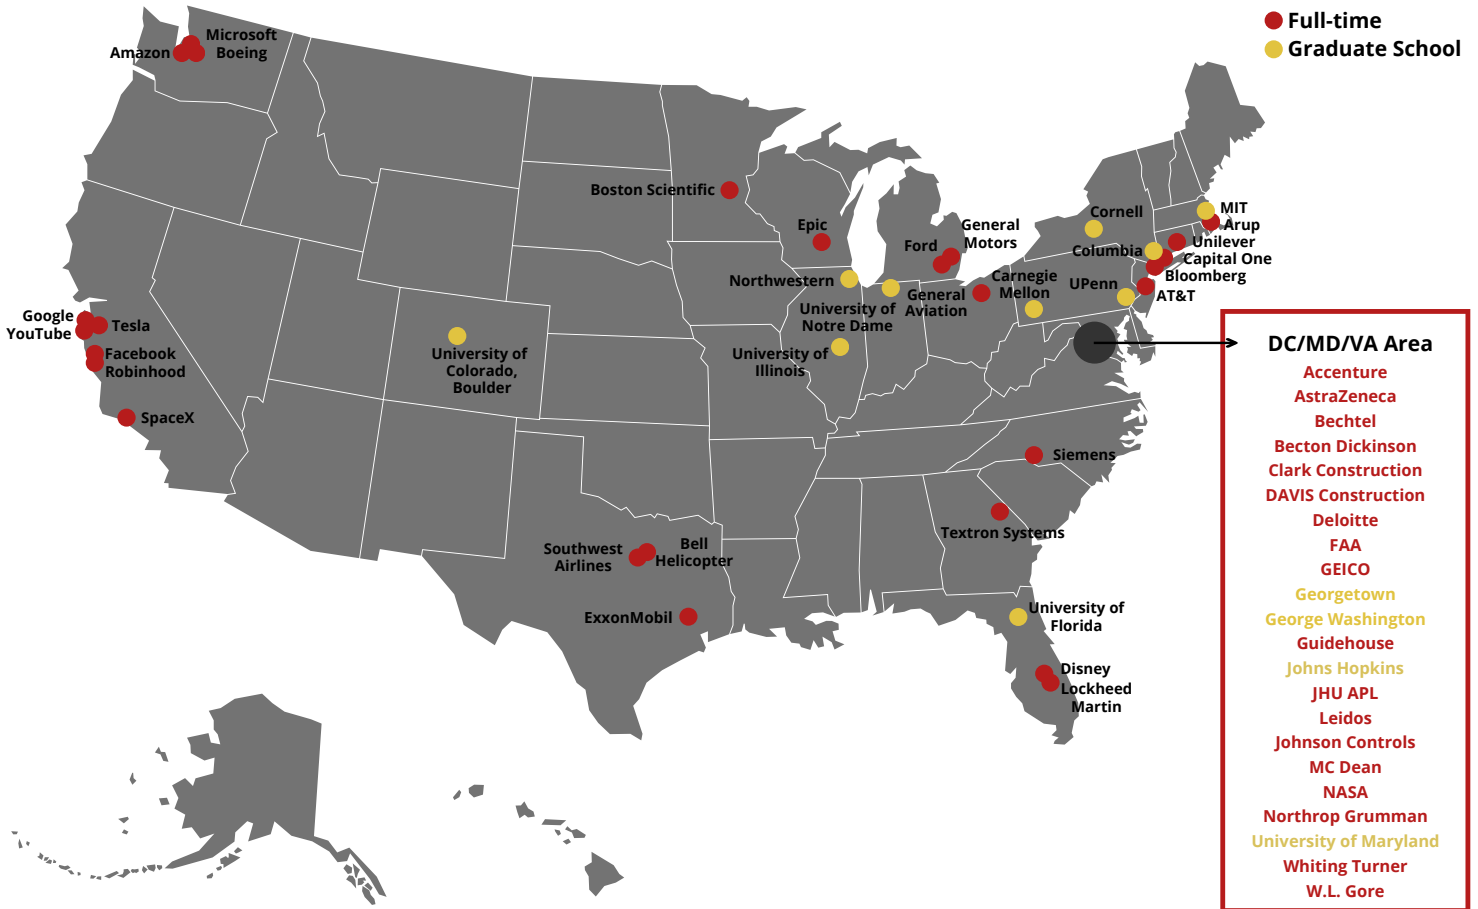 Full-time
Graduate School
Microsoft
Amazon
Boeing
Boston Scientific
Epic
General
Motors
Ford
Cornell
MIT
Arup
Columbia
Unilever
Capital One
Bloomberg
Northwestern
Carnegie
Mellon
UPenn
AT&T
General
Aviation
University of
Notre Dame
University of
Illinois
Google
YouTube
Tesla
Facebook
Robinhood
SpaceX
University of
Colorado,
Boulder
Siemens
Textron Systems
Southwest
Airlines
Bell
Helicopter
ExxonMobil
University of
Florida
Disney
Lockheed
Martin
DC/MD/VA Area
Accenture
AstraZeneca
Bechtel
Becton Dickinson
Clark Construction
DAVIS Construction
Deloitte
FAA
GEICO
Georgetown
George Washington
Guidehouse
Johns Hopkins
JHU APL
Leidos
Johnson Controls
MC Dean
NASA
Northrop Grumman
University of Maryland
Whiting Turner
W.L. Gore